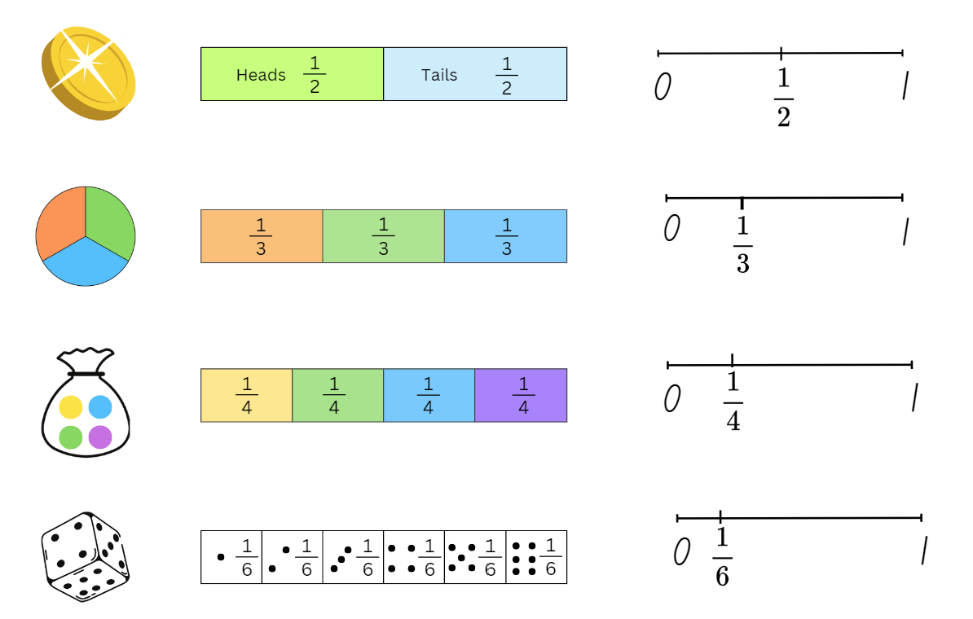 Heads 1/2 Tails 1/2
0 1/2 1
1/3 1/3 1/3
0 1/3 1
1/4 1/4 1/4 1/4
0 1/4 1
1/6 1/6 1/6 1/6 1/6 1/6
0 1/6 1